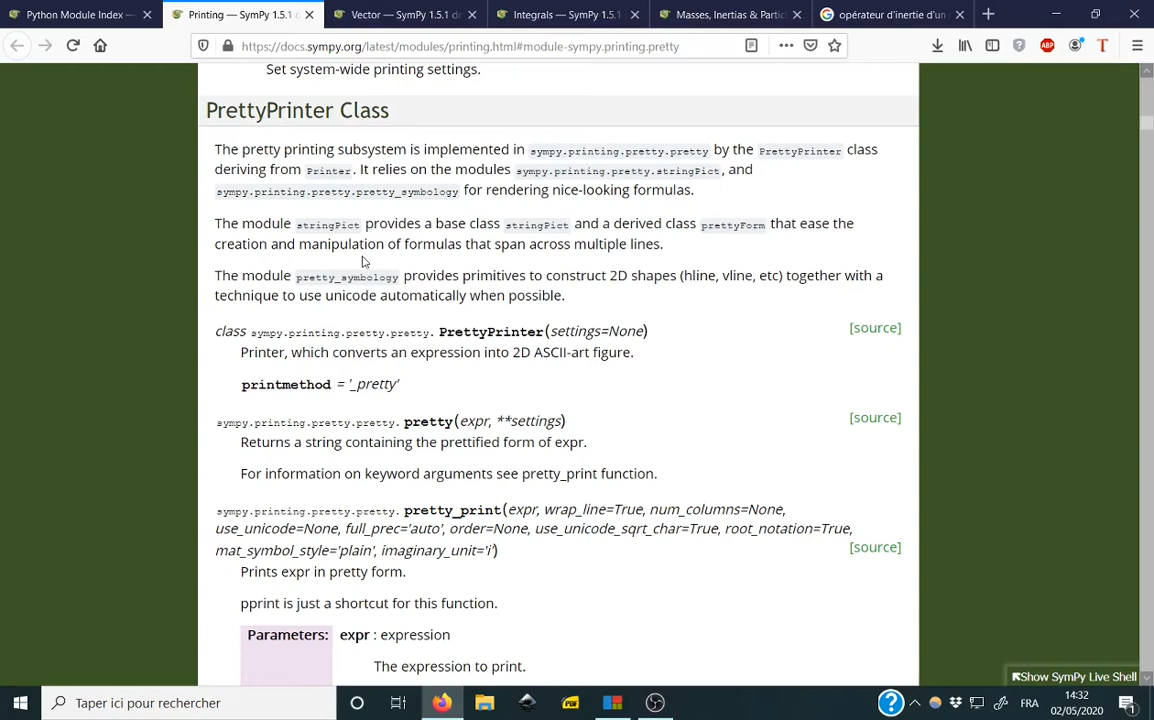 Python Module Index — Printing — SymPy 1.5.1 d Vector — SymPy 1.5.1 de Integrals — SymPy 1.5.1 Masses, Inertias & Partic opérateur d'inertie d'un
https://docs.sympy.org/latest/modules/printing.html#module-sympy.printing.pretty
Set system-wide printing settings.
PrettyPrinter Class
The pretty printing subsystem is implemented in sympy.printing.pretty.pretty by the PrettyPrinter class
deriving from Printer. It relies on the modules sympy.printing.pretty.stringPict, and
sympy.printing.pretty.pretty_symbology for rendering nice-looking formulas.
The module stringPict provides a base class stringPict and a derived class prettyForm that ease the
creation and manipulation of formulas that span across multiple lines.
The module pretty_symbology provides primitives to construct 2D shapes (hline, vline, etc) together with a
technique to use unicode automatically when possible.
class sympy.printing.pretty.pretty. PrettyPrinter(settings=None) [source]
Printer, which converts an expression into 2D ASCII-art figure.
printmethod = '_pretty'
sympy.printing.pretty.pretty. pretty(expr, **settings) [source]
Returns a string containing the prettified form of expr.
For information on keyword arguments see pretty_print function.
sympy.printing.pretty.pretty. pretty_print(expr, wrap_line=True, num_columns=None,
use_unicode=None, full_prec='auto', order=None, use_unicode_sqrt_char=True, root_notation=True,
mat_symbol_style='plain', imaginary_unit='i') [source]
Prints expr in pretty form.
pprint is just a shortcut for this function.
Parameters: expr : expression
The expression to print.
Show SymPy Live Shell
Taper ici pour rechercher
FRA
14:32
02/05/2020